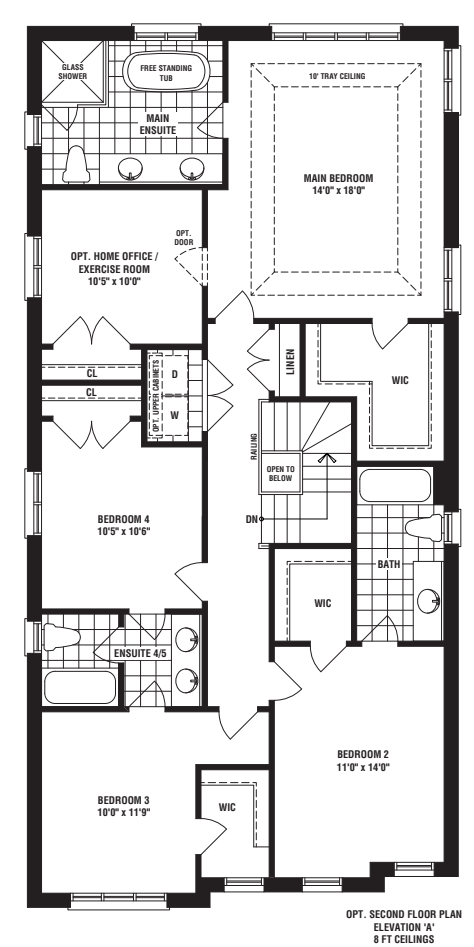 GLASS
SHOWER
FREE STANDING
TUB
MAIN
ENSUITE
10' TRAY CEILING
MAIN BEDROOM
14'0" x 18'0"
OPT.
DOOR
OPT. HOME OFFICE /
EXERCISE ROOM
10'5" x 10'0"
CL
CL
OPT. UPPER CABINETS
D
W
LINEN
WIC
RAILING
OPEN TO
BELOW
DN
BEDROOM 4
10'5" x 10'6"
BATH
WIC
ENSUITE 4/5
BEDROOM 2
11'0" x 14'0"
BEDROOM 3
10'0" x 11'9"
WIC
OPT. SECOND FLOOR PLAN
ELEVATION 'A'
8 FT CEILINGS